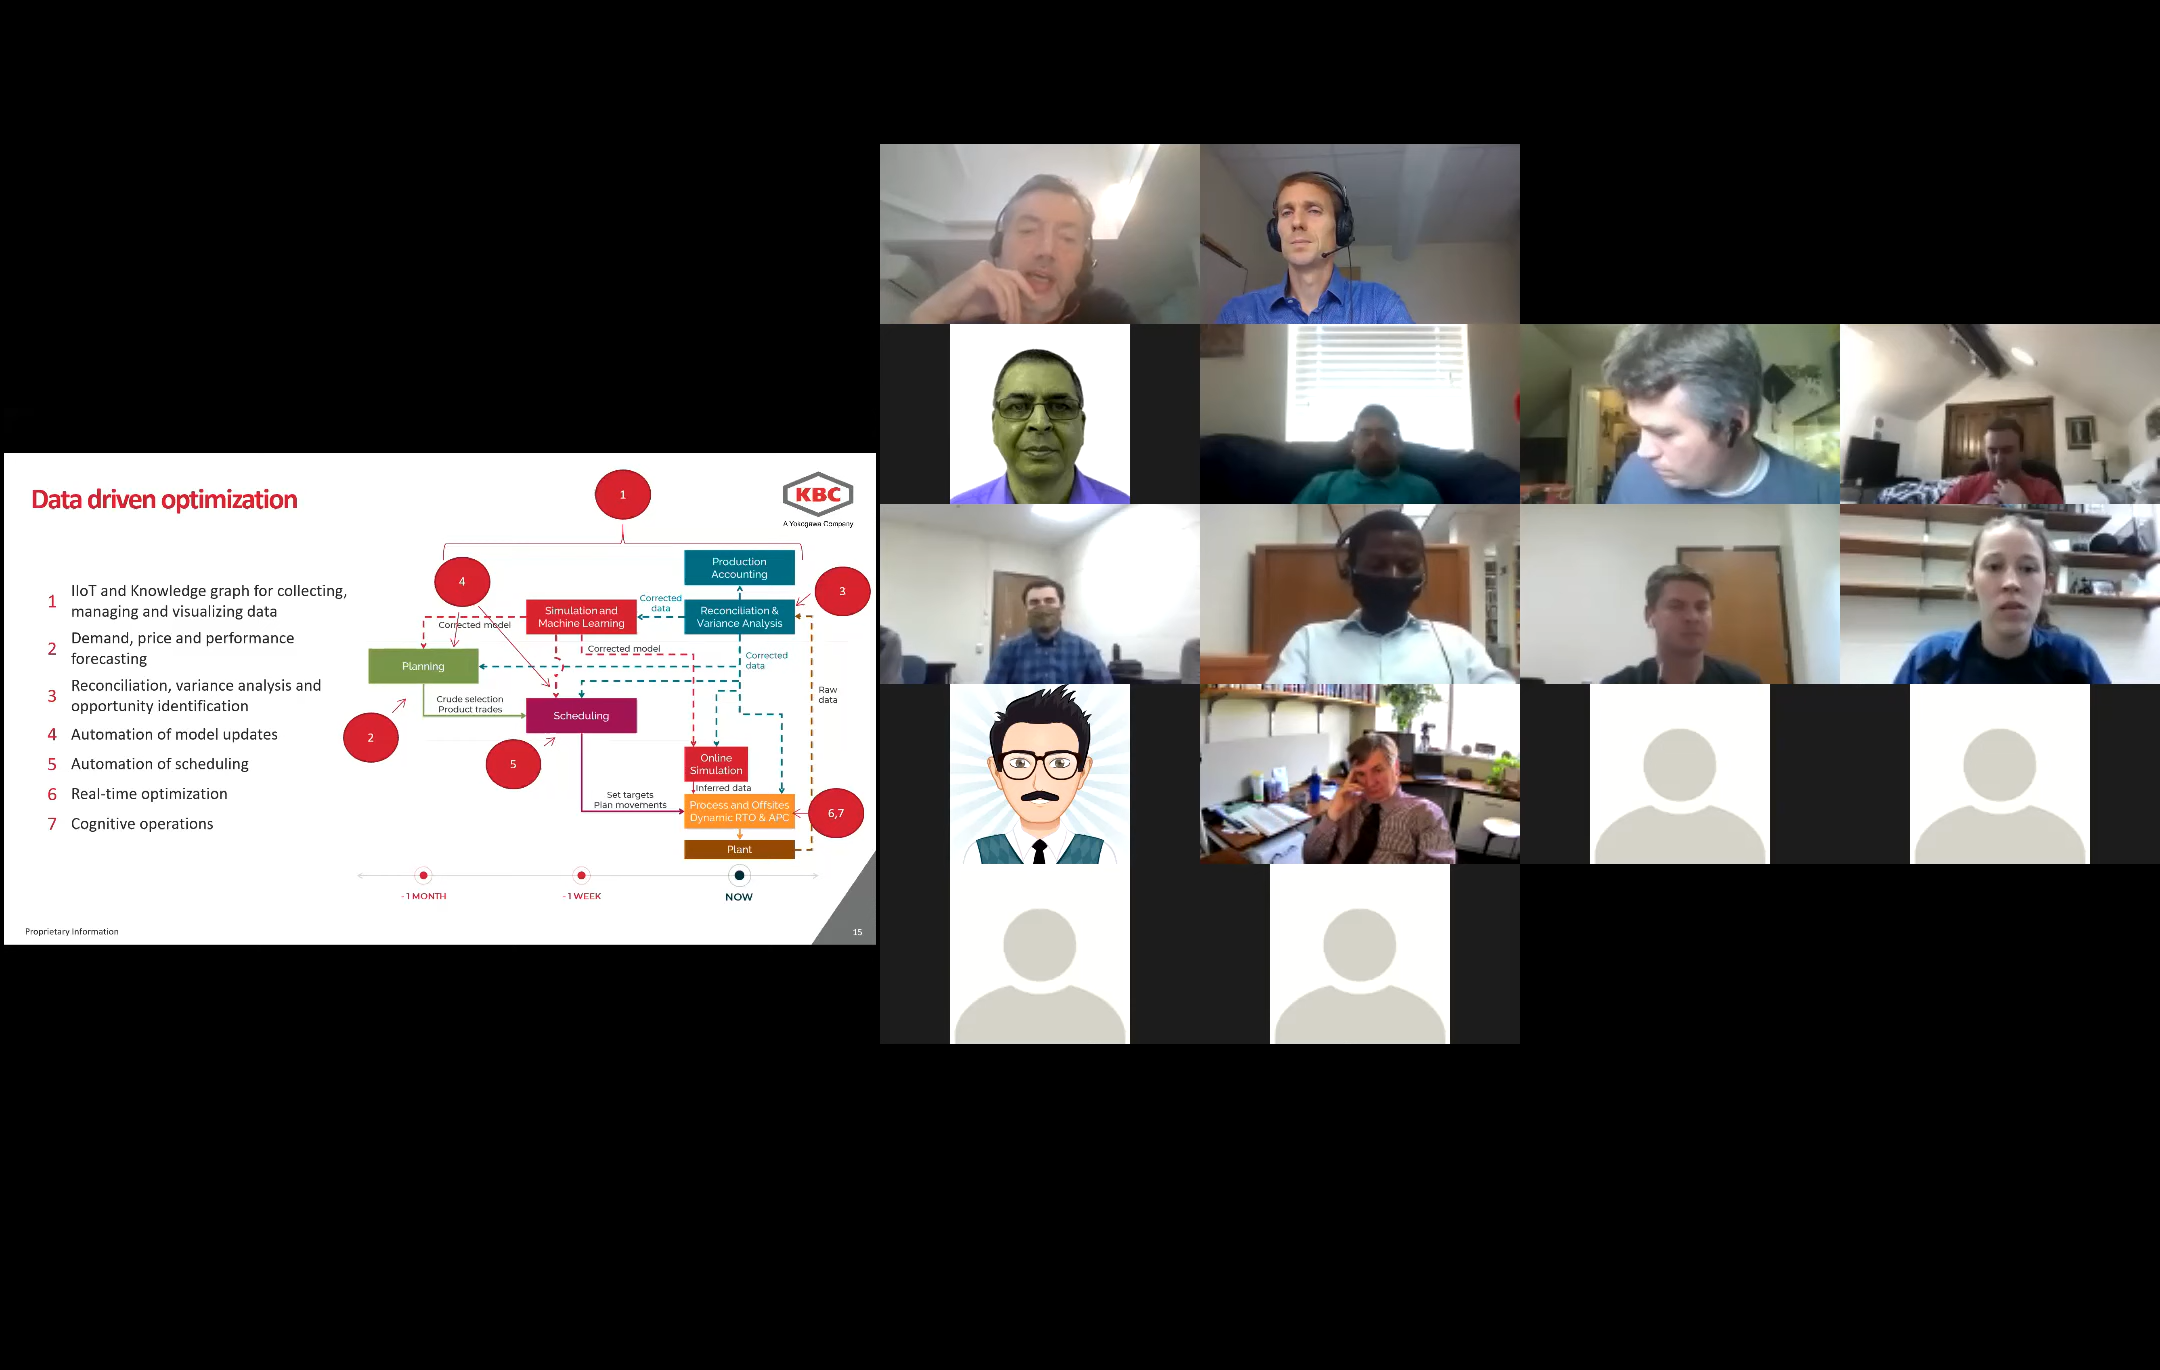 Data driven optimization
KBC
A Yokogawa Company
1
IIoT and Knowledge graph for collecting,
managing and visualizing data
2
Demand, price and performance
forecasting
3
Reconciliation, variance analysis and
opportunity identification
4
Automation of model updates
5
Automation of scheduling
6
Real-time optimization
7
Cognitive operations
1
4
3
Production
Accounting
Simulation and
Machine Learning
Corrected
data
Reconciliation &
Variance Analysis
Corrected model
Corrected model
Planning
Corrected
data
Raw
data
Crude selection
Product trades
Scheduling
2
5
Online
Simulation
Inferred data
Set targets
Plan movements
Process and Offsites
Dynamic RTO & APC
6,7
Plant
- 1 MONTH
- 1 WEEK
NOW
Proprietary Information
15